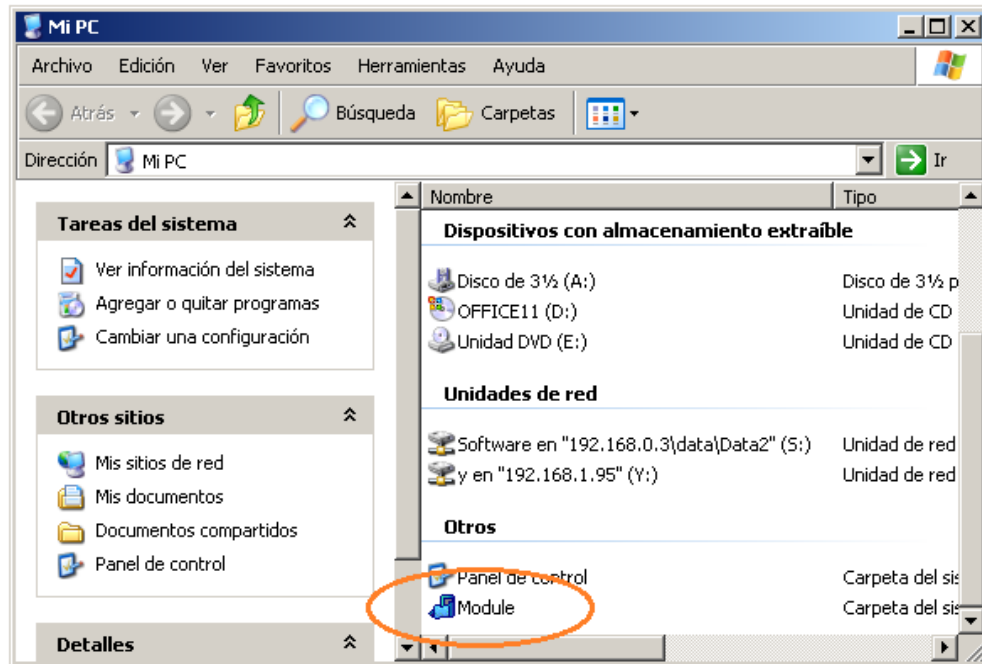 Mi PC
Archivo Edición Ver Favoritos Herramientas Ayuda
Atrás Búsqueda Carpetas
Dirección Mi PC Ir
Tareas del sistema
Ver información del sistema
Agregar o quitar programas
Cambiar una configuración
Otros sitios
Mis sitios de red
Mis documentos
Documentos compartidos
Panel de control
Detalles
Nombre Tipo
Dispositivos con almacenamiento extraíble
Disco de 3½ (A:) Disco de 3½ p
OFFICE11 (D:) Unidad de CD
Unidad DVD (E:) Unidad de CD
Unidades de red
Software en "192.168.0.3\data\Data2" (S:) Unidad de red
y en "192.168.1.95" (Y:) Unidad de red
Otros
Panel de control Carpeta del sis
Module Carpeta del sis